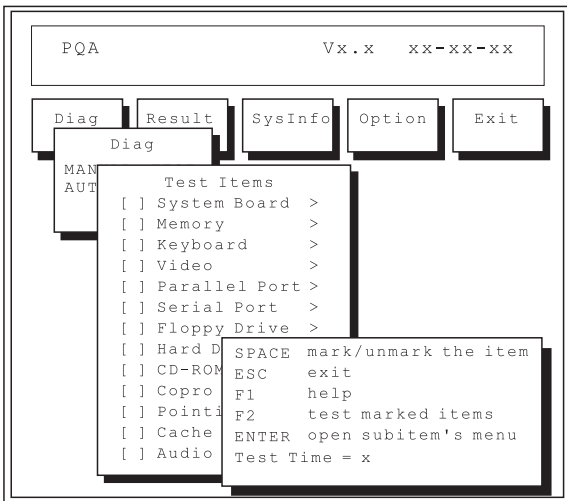 PQA Vx.x xx-xx-xx
Diag Result SysInfo Option Exit
Diag
MAN
AUT
Test Items
[ ] System Board >
[ ] Memory >
[ ] Keyboard >
[ ] Video >
[ ] Parallel Port >
[ ] Serial Port >
[ ] Floppy Drive >
[ ] Hard D
[ ] CD-ROM
[ ] Copro
[ ] Pointi
[ ] Cache
[ ] Audio
SPACE mark/unmark the item
ESC exit
F1 help
F2 test marked items
ENTER open subitem's menu
Test Time = x